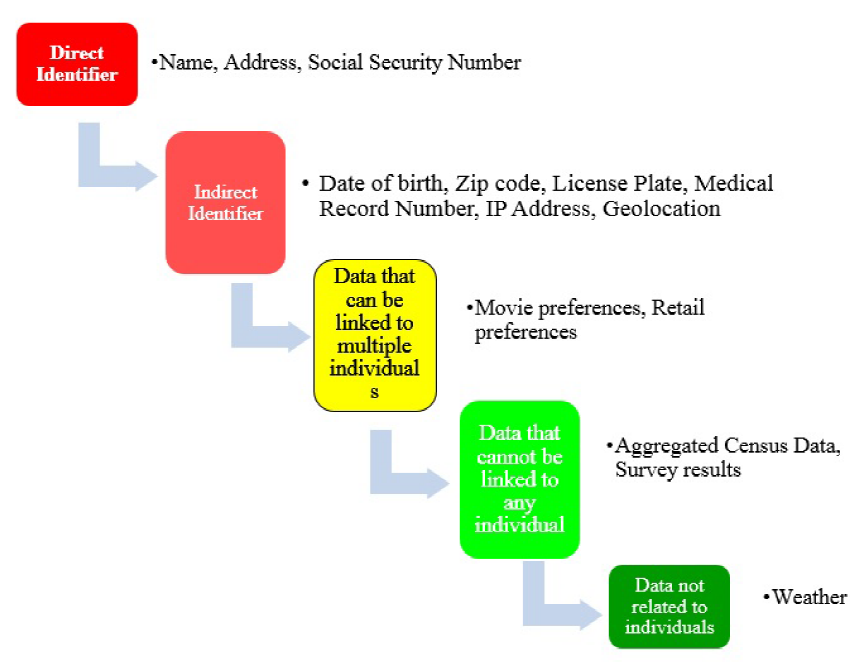 Direct
Identifier
•Name, Address, Social Security Number
Indirect
Identifier
• Date of birth, Zip code, License Plate, Medical
Record Number, IP Address, Geolocation
Data that
can be
linked to
multiple
individual
s
•Movie preferences, Retail
preferences
Data that
cannot be
linked to
any
individual
•Aggregated Census Data,
Survey results
Data not
related to
individuals
•Weather